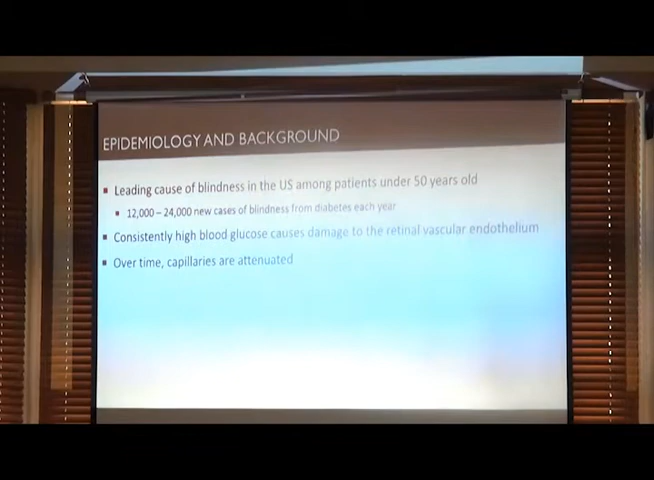 EPIDEMIOLOGY AND BACKGROUND
Leading cause of blindness in the US among patients under 50 years old
12,000 – 24,000 new cases of blindness from diabetes each year
Consistently high blood glucose causes damage to the retinal vascular endothelium
Over time, capillaries are attenuated